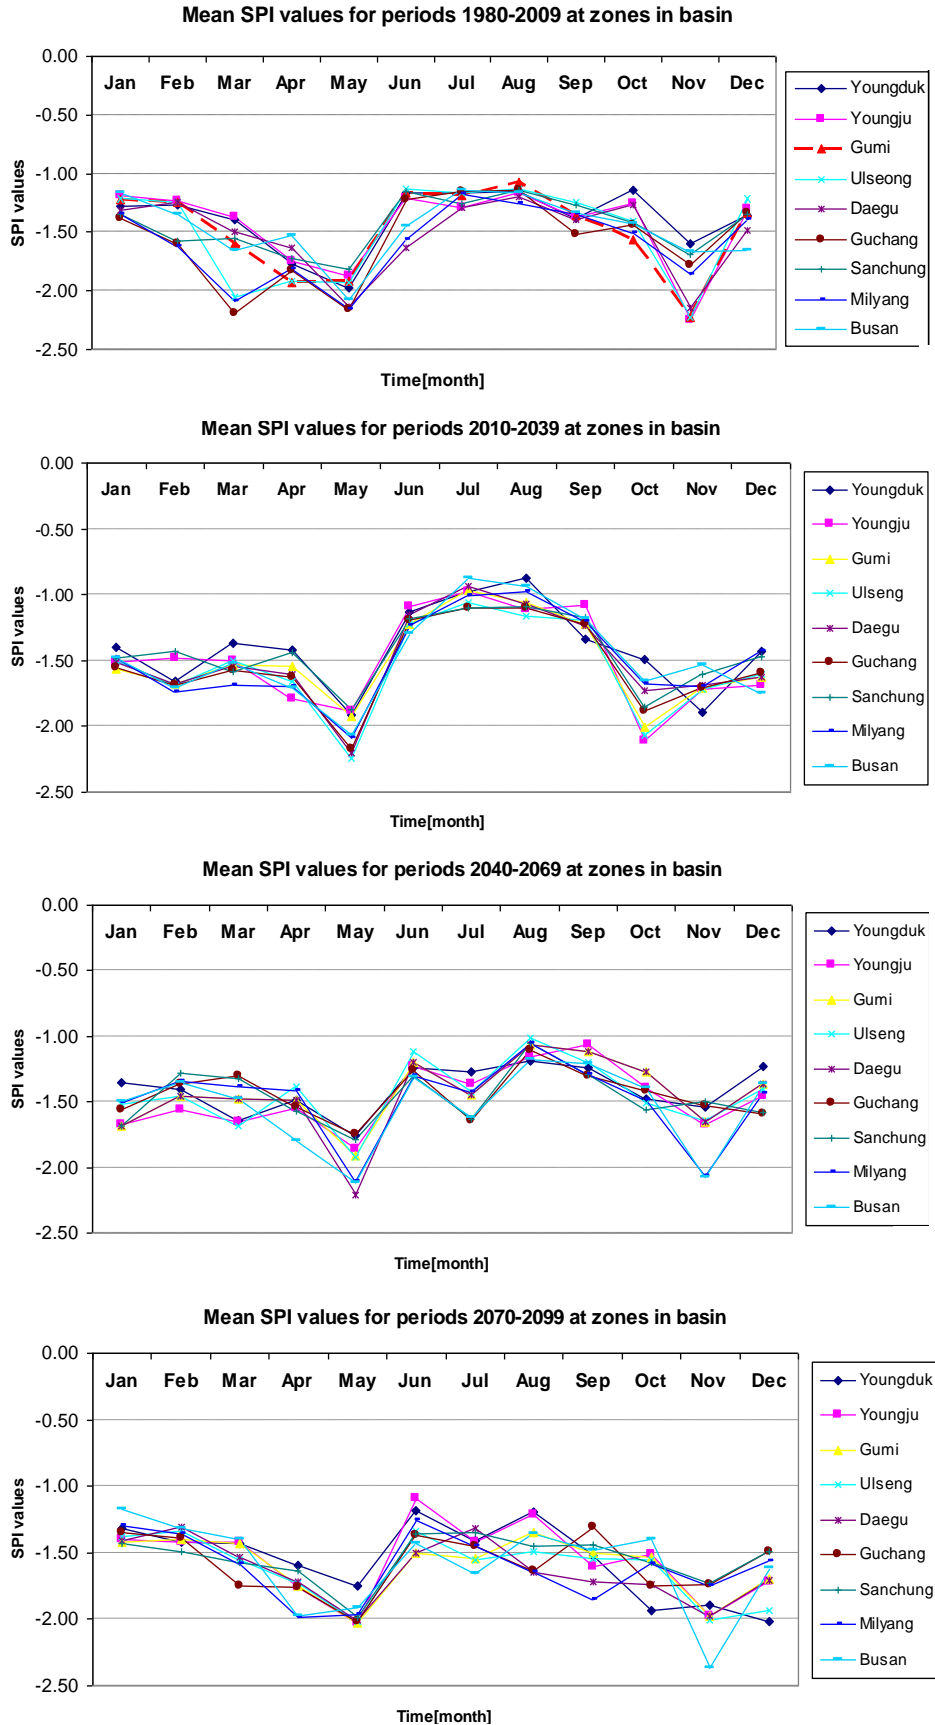 Mean SPI values for periods 1980-2009 at zones in basin
0.00
Jan Feb Mar Apr May Jun Jul Aug Sep Oct Nov Dec
-0.50
-1.00
-1.50
-2.00
-2.50
SPI values
Time[month]
Youngduk
Youngju
Gumi
Ulseong
Daegu
Guchang
Sanchung
Milyang
Busan
Mean SPI values for periods 2010-2039 at zones in basin
0.00
Jan Feb Mar Apr May Jun Jul Aug Sep Oct Nov Dec
-0.50
-1.00
-1.50
-2.00
-2.50
SPI values
Time[month]
Youngduk
Youngju
Gumi
Ulseng
Daegu
Guchang
Sanchung
Milyang
Busan
Mean SPI values for periods 2040-2069 at zones in basin
0.00
Jan Feb Mar Apr May Jun Jul Aug Sep Oct Nov Dec
-0.50
-1.00
-1.50
-2.00
-2.50
SPI values
Time[month]
Youngduk
Youngju
Gumi
Ulseng
Daegu
Guchang
Sanchung
Milyang
Busan
Mean SPI values for periods 2070-2099 at zones in basin
0.00
Jan Feb Mar Apr May Jun Jul Aug Sep Oct Nov Dec
-0.50
-1.00
-1.50
-2.00
-2.50
SPI values
Time[month]
Youngduk
Youngju
Gumi
Ulseng
Daegu
Guchang
Sanchung
Milyang
Busan